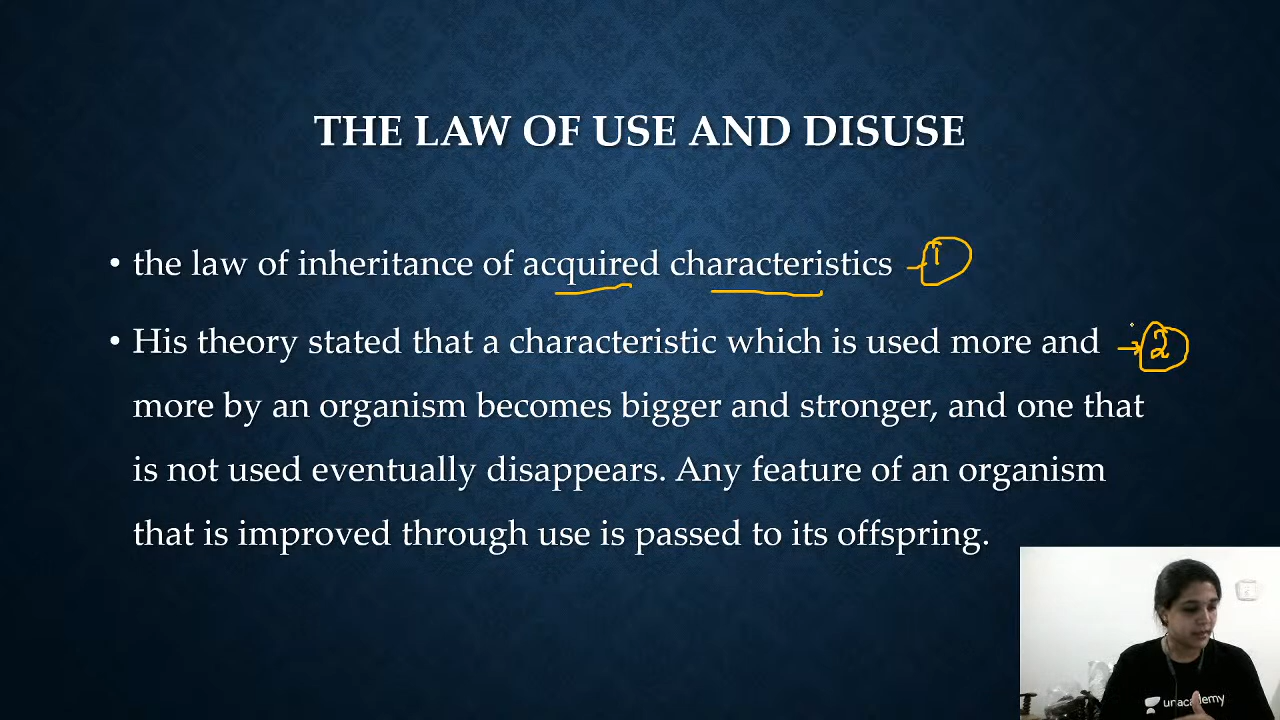 THE LAW OF USE AND DISUSE
• the law of inheritance of acquired characteristics → 1
• His theory stated that a characteristic which is used more and → 2
more by an organism becomes bigger and stronger, and one that
is not used eventually disappears. Any feature of an organism
that is improved through use is passed to its offspring.
unacademy